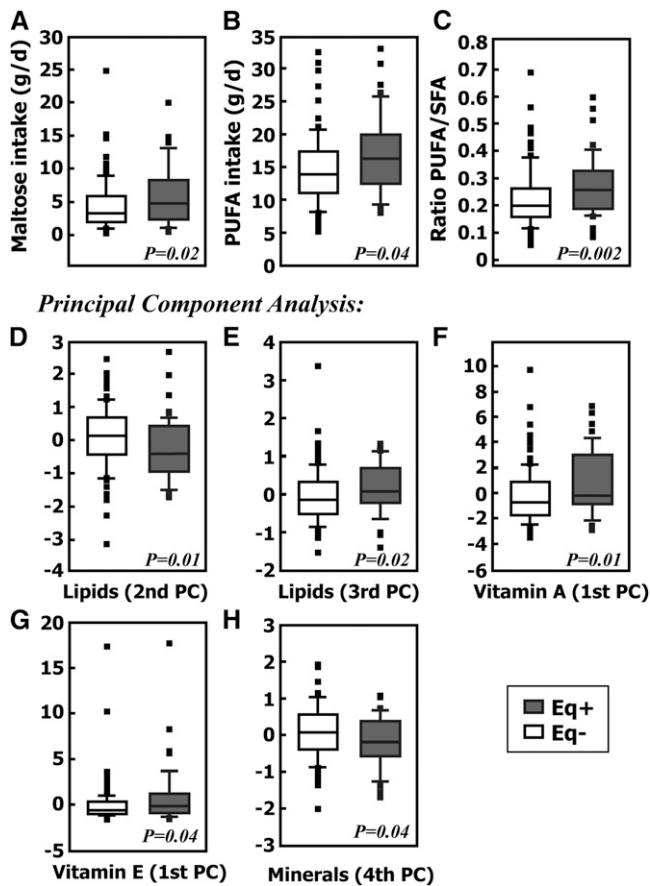 A
Maltose intake (g/d)
30
25
20
15
10
5
0
P=0.02
B
PUFA intake (g/d)
35
30
25
20
15
10
5
0
P=0.04
C
Ratio PUFA/SFA
0.8
0.7
0.6
0.5
0.4
0.3
0.2
0.1
0
P=0.002
Principal Component Analysis:
D
3
2
1
0
-1
-2
-3
-4
P=0.01
Lipids (2nd PC)
E
4
3
2
1
0
-1
-2
P=0.02
Lipids (3rd PC)
F
10
8
6
4
2
0
-2
-4
-6
P=0.01
Vitamin A (1st PC)
G
20
15
10
5
0
-5
P=0.04
Vitamin E (1st PC)
H
3
2
1
0
-1
-2
-3
P=0.04
Minerals (4th PC)
Eq+
Eq-